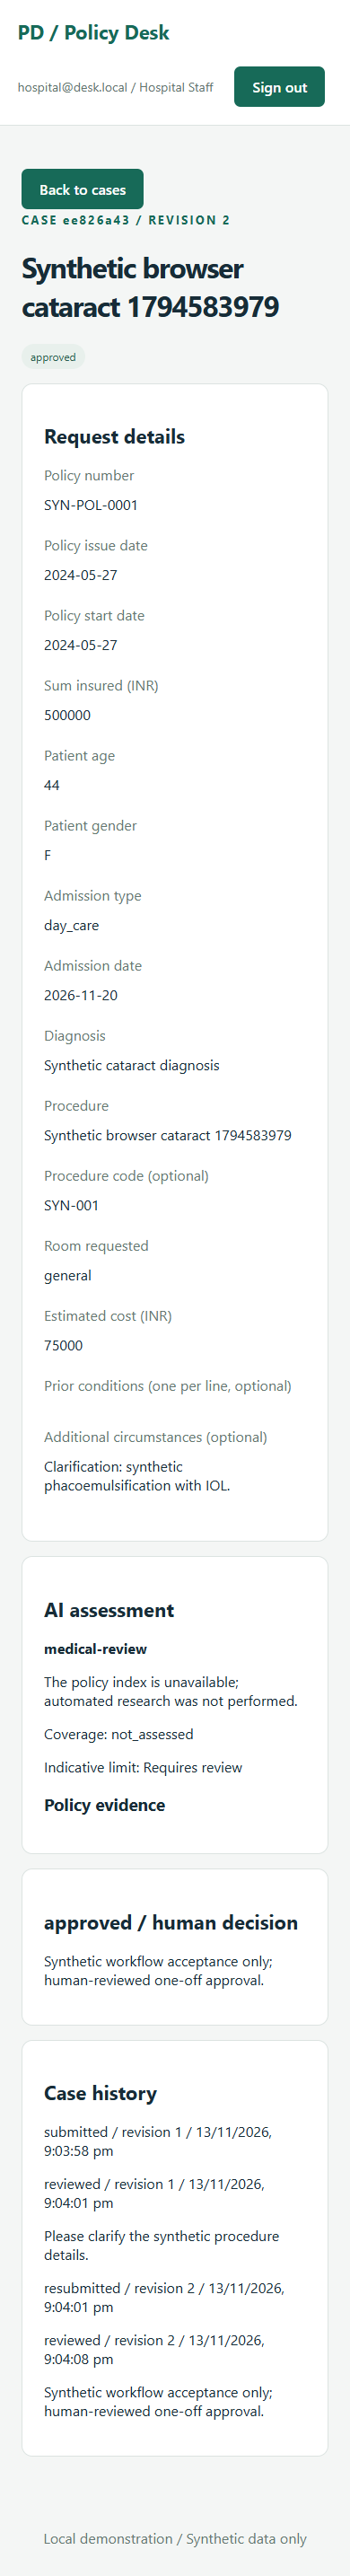 PD / Policy Desk
hospital@desk.local / Hospital Staff
Sign out
Back to cases
CASE ee826a43 / REVISION 2
Synthetic browser
cataract 1794583979
approved
Request details
Policy number
SYN-POL-0001
Policy issue date
2024-05-27
Policy start date
2024-05-27
Sum insured (INR)
500000
Patient age
44
Patient gender
F
Admission type
day_care
Admission date
2026-11-20
Diagnosis
Synthetic cataract diagnosis
Procedure
Synthetic browser cataract 1794583979
Procedure code (optional)
SYN-001
Room requested
general
Estimated cost (INR)
75000
Prior conditions (one per line, optional)
Additional circumstances (optional)
Clarification: synthetic
phacoemulsification with IOL.
AI assessment
medical-review
The policy index is unavailable;
automated research was not performed.
Coverage: not_assessed
Indicative limit: Requires review
Policy evidence
approved / human decision
Synthetic workflow acceptance only;
human-reviewed one-off approval.
Case history
submitted / revision 1 / 13/11/2026,
9:03:58 pm
reviewed / revision 1 / 13/11/2026,
9:04:01 pm
Please clarify the synthetic procedure
details.
resubmitted / revision 2 / 13/11/2026,
9:04:01 pm
reviewed / revision 2 / 13/11/2026,
9:04:08 pm
Synthetic workflow acceptance only;
human-reviewed one-off approval.
Local demonstration / Synthetic data only